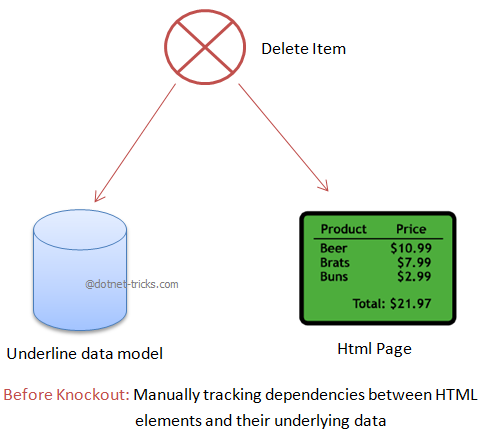 Delete Item
Product Price
Beer $10.99
Brats $7.99
Buns $2.99
Total: $21.97
@dotnet-tricks.com
Underline data model
Html Page
Before Knockout: Manually tracking dependencies between HTML
elements and their underlying data